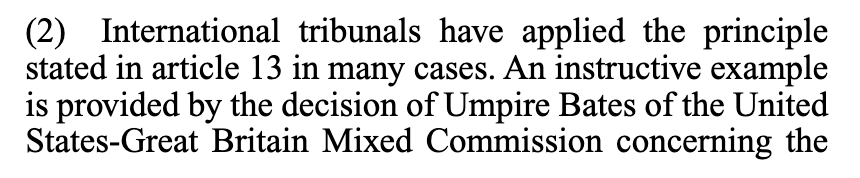 (2) International tribunals have applied the principle
stated in article 13 in many cases. An instructive example
is provided by the decision of Umpire Bates of the United
States-Great Britain Mixed Commission concerning the